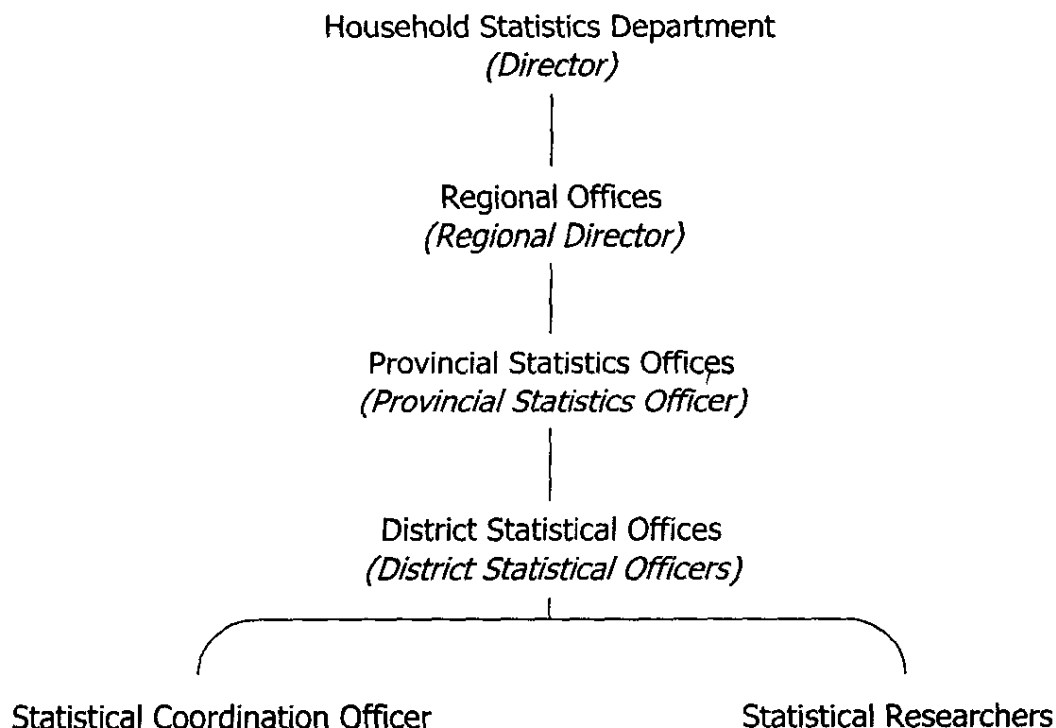 Household Statistics Department
(Director)
Regional Offices
(Regional Director)
Provincial Statistics Offices
(Provincial Statistics Officer)
District Statistical Offices
(District Statistical Officers)
Statistical Coordination Officer
Statistical Researchers